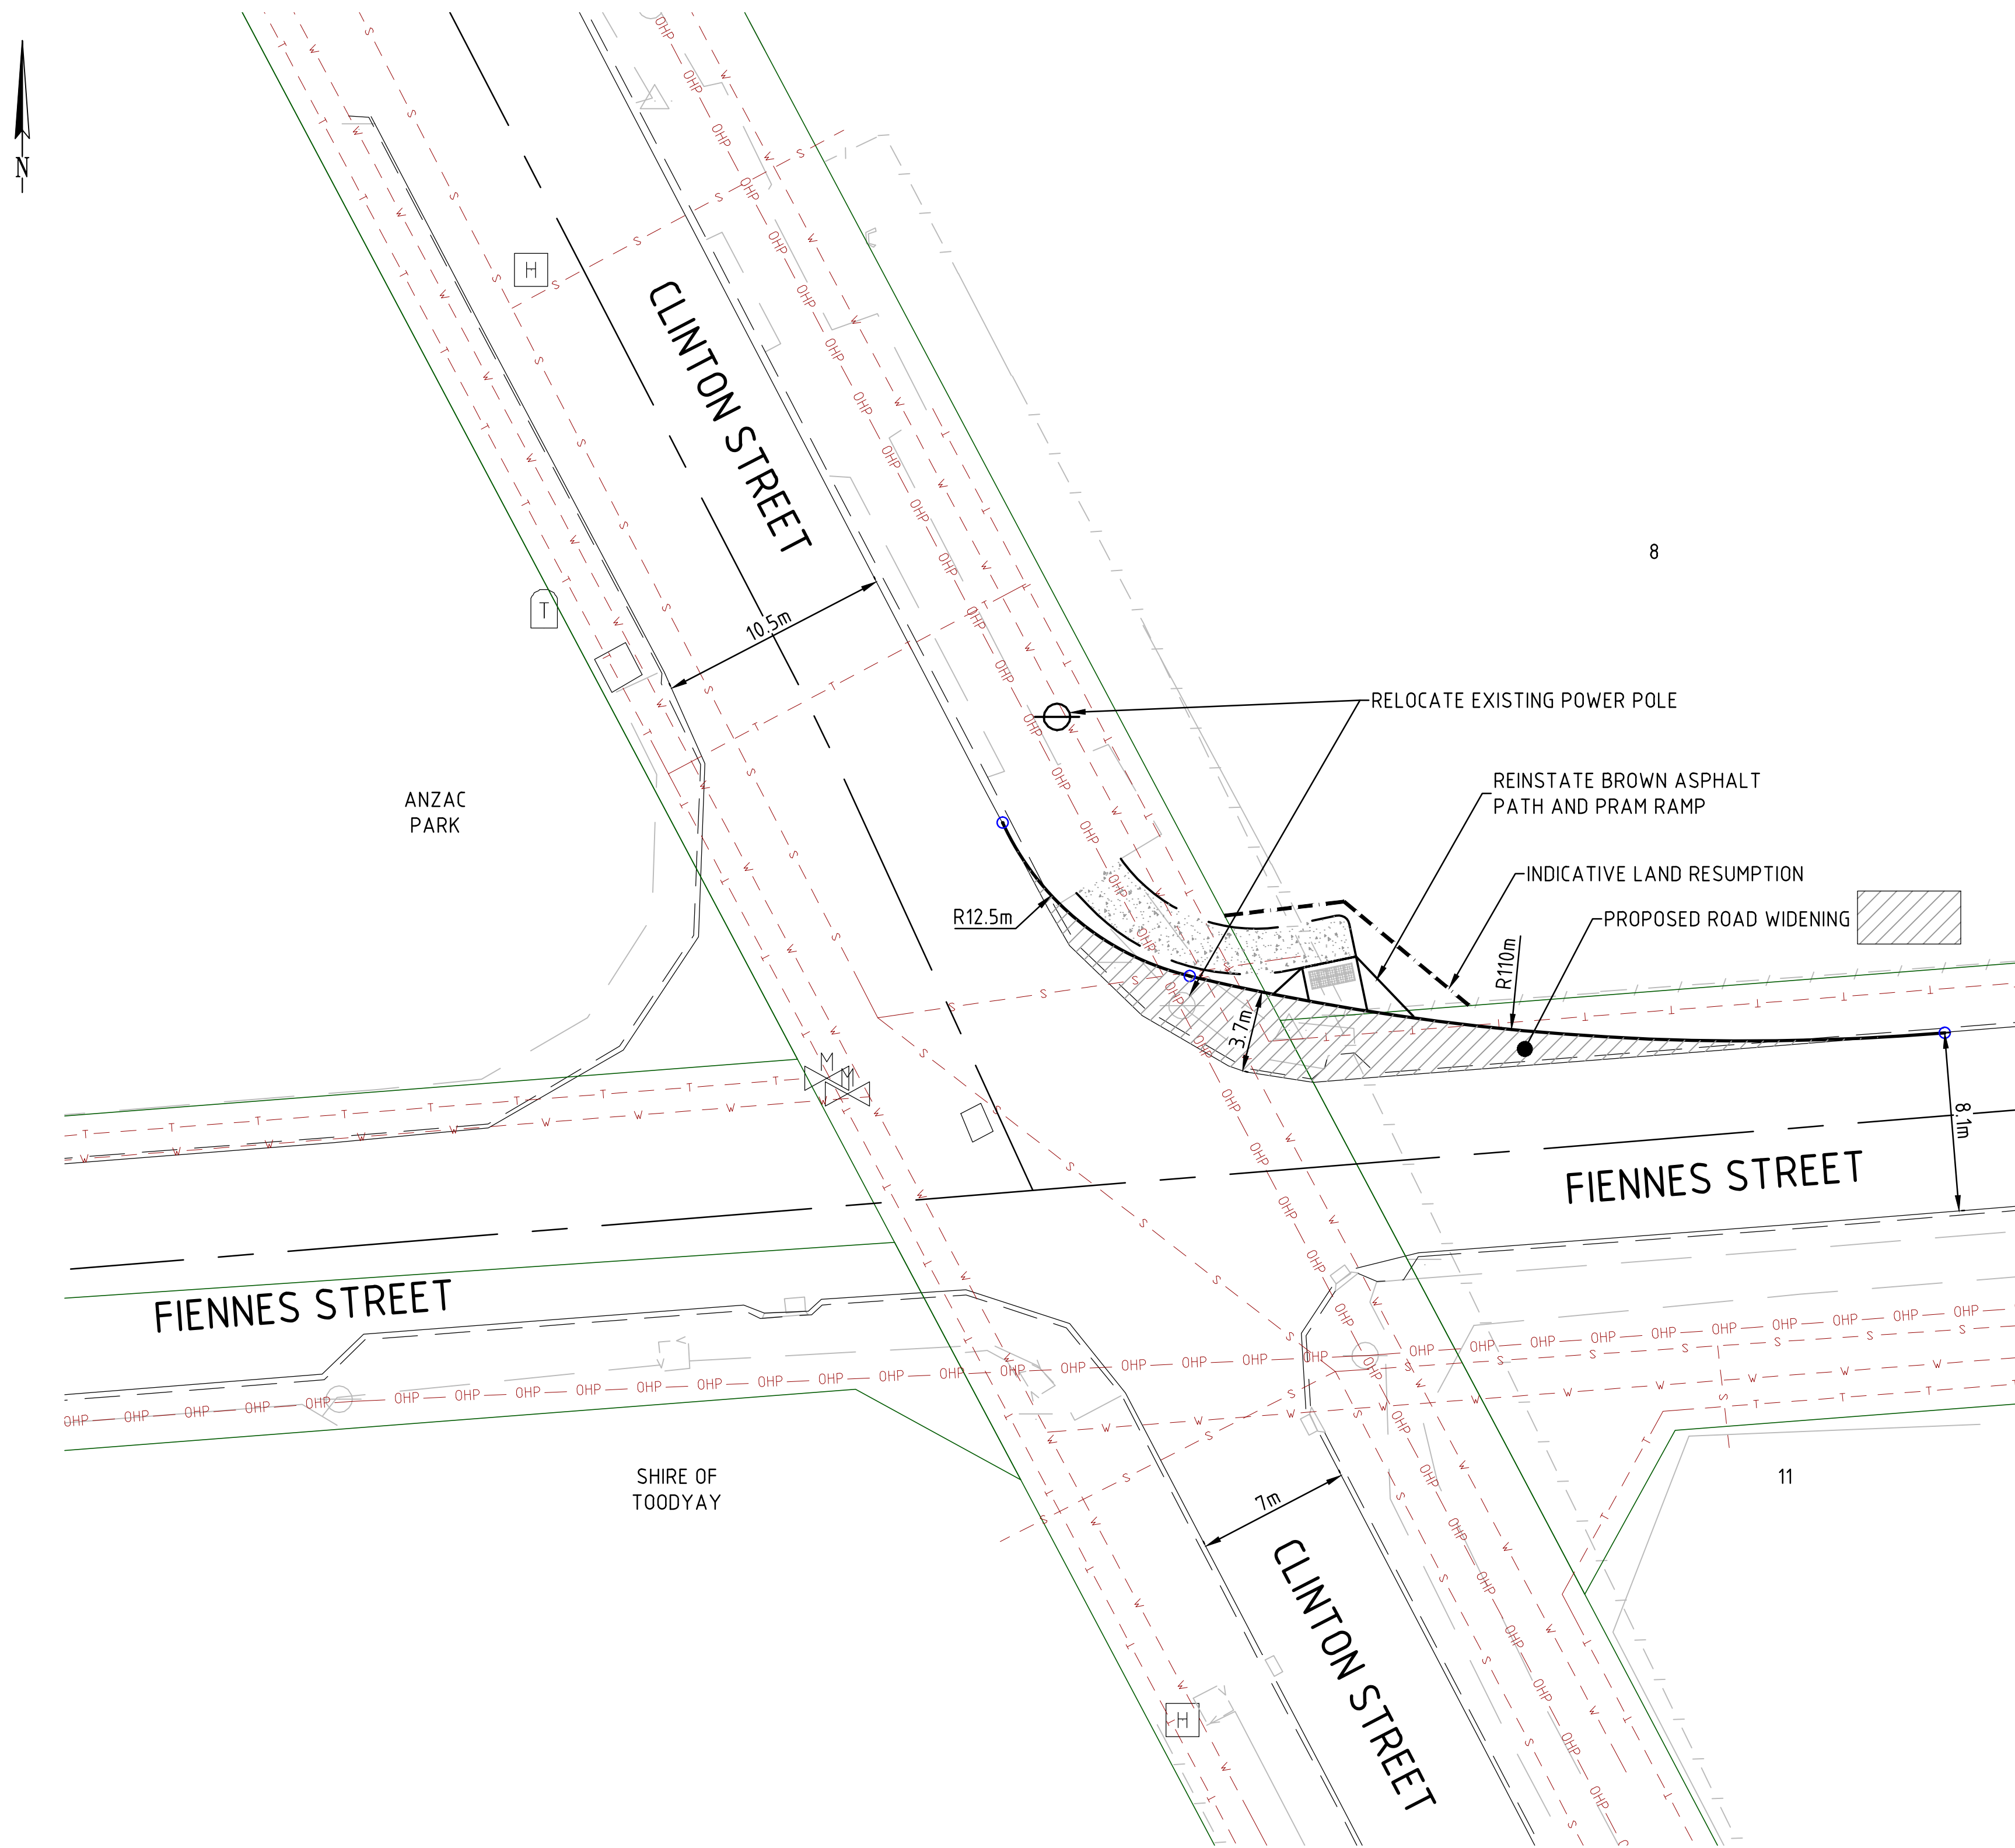 N
H
CLINTON STREET
10.5m
T
8
RELOCATE EXISTING POWER POLE
REINSTATE BROWN ASPHALT
PATH AND PRAM RAMP
ANZAC
PARK
INDICATIVE LAND RESUMPTION
R12.5m
PROPOSED ROAD WIDENING
R110m
3.7m
M
M
8.1m
FIENNES STREET
FIENNES STREET
SHIRE OF
TOODYAY
11
7m
CLINTON STREET
H
OHP
S
W
T